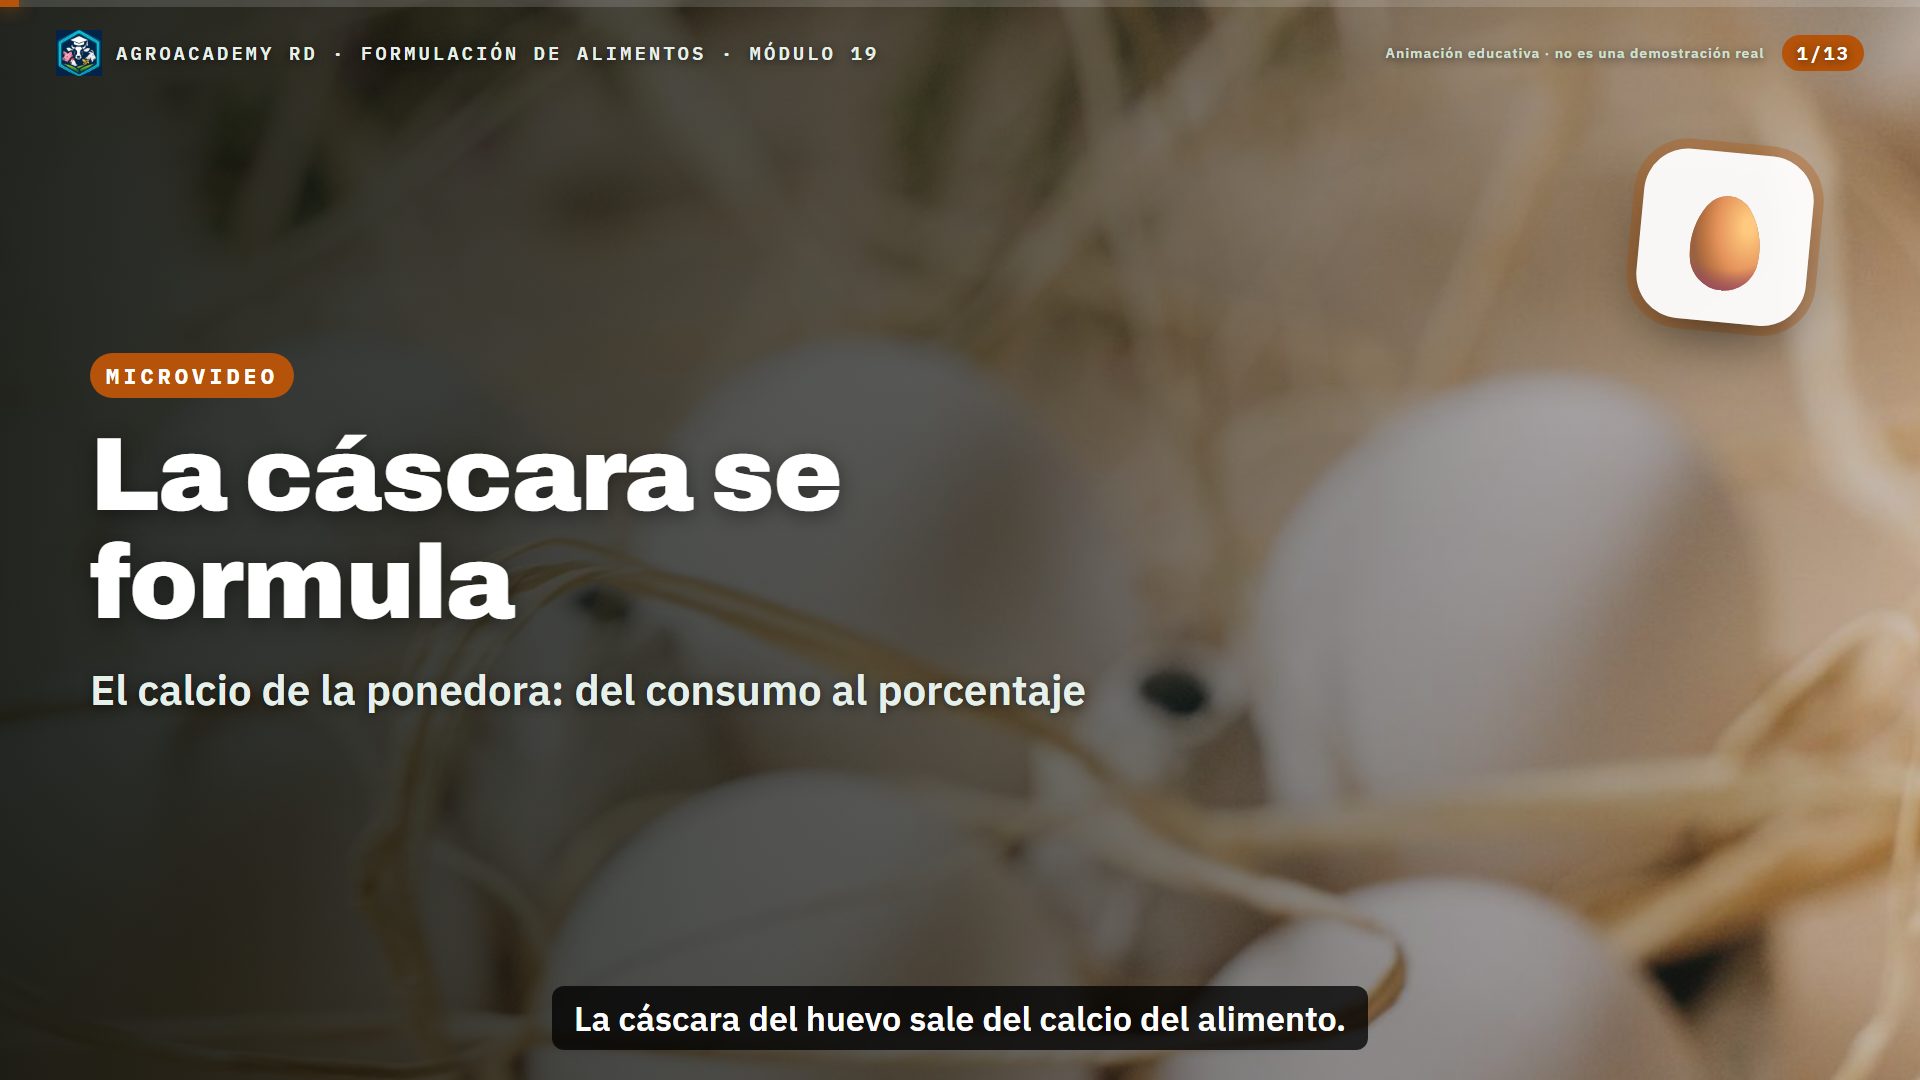 AGROACADEMY RD · FORMULACIÓN DE ALIMENTOS · MÓDULO 19
Animación educativa · no es una demostración real
1/13
MICROVIDEO
La cáscara se
formula
El calcio de la ponedora: del consumo al porcentaje
La cáscara del huevo sale del calcio del alimento.